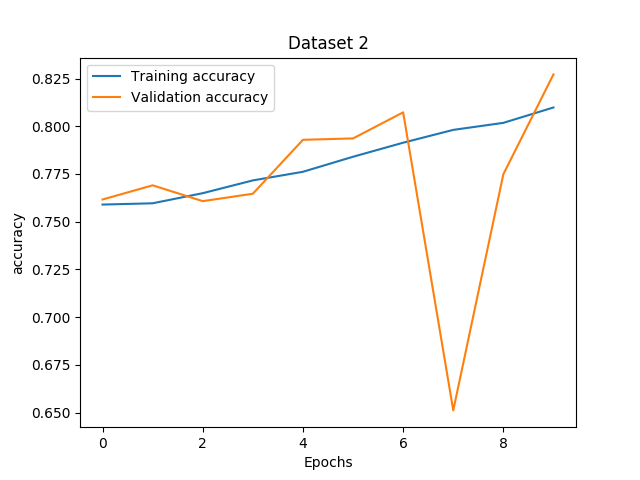 Dataset 2
Training accuracy
Validation accuracy
0.825
0.800
0.775
0.750
0.725
0.700
0.675
0.650
accuracy
0 2 4 6 8
Epochs